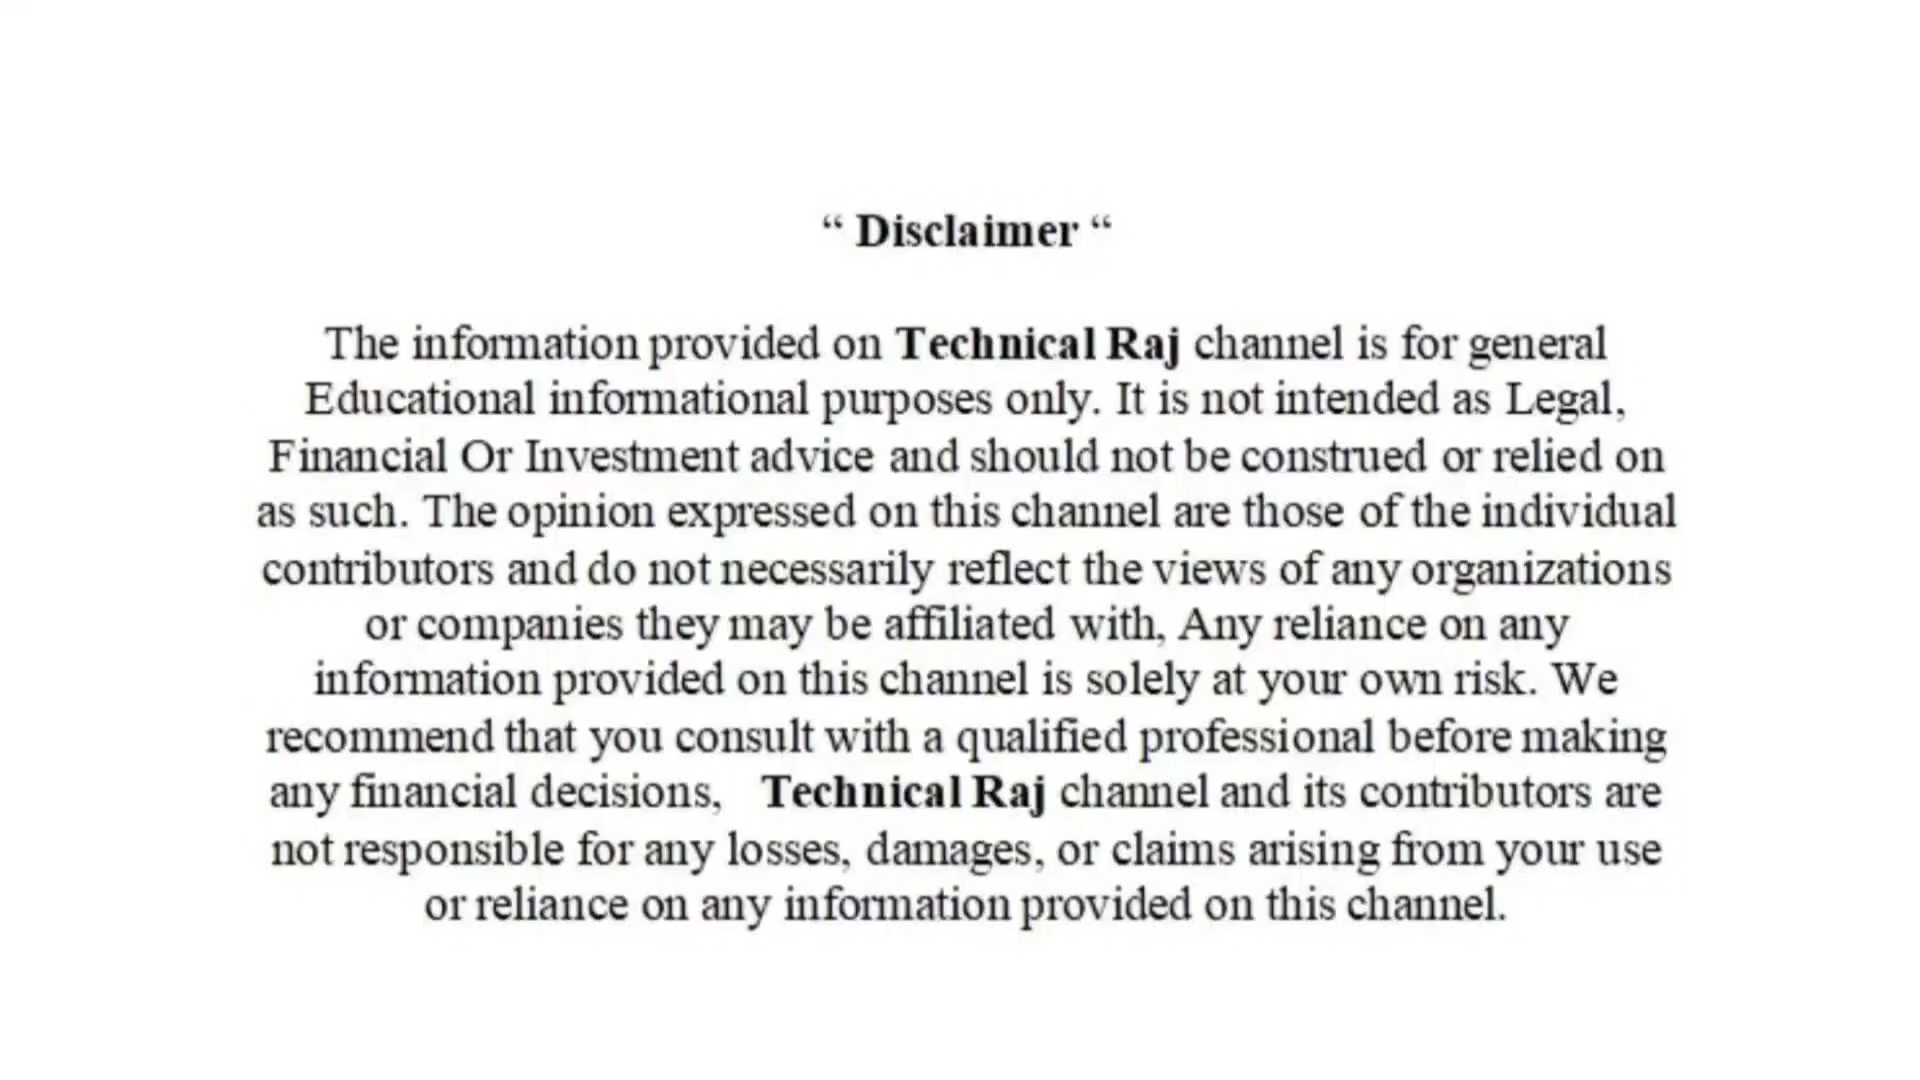 “ Disclaimer “
The information provided on Technical Raj channel is for general
Educational informational purposes only. It is not intended as Legal,
Financial Or Investment advice and should not be construed or relied on
as such. The opinion expressed on this channel are those of the individual
contributors and do not necessarily reflect the views of any organizations
or companies they may be affiliated with, Any reliance on any
information provided on this channel is solely at your own risk. We
recommend that you consult with a qualified professional before making
any financial decisions, Technical Raj channel and its contributors are
not responsible for any losses, damages, or claims arising from your use
or reliance on any information provided on this channel.